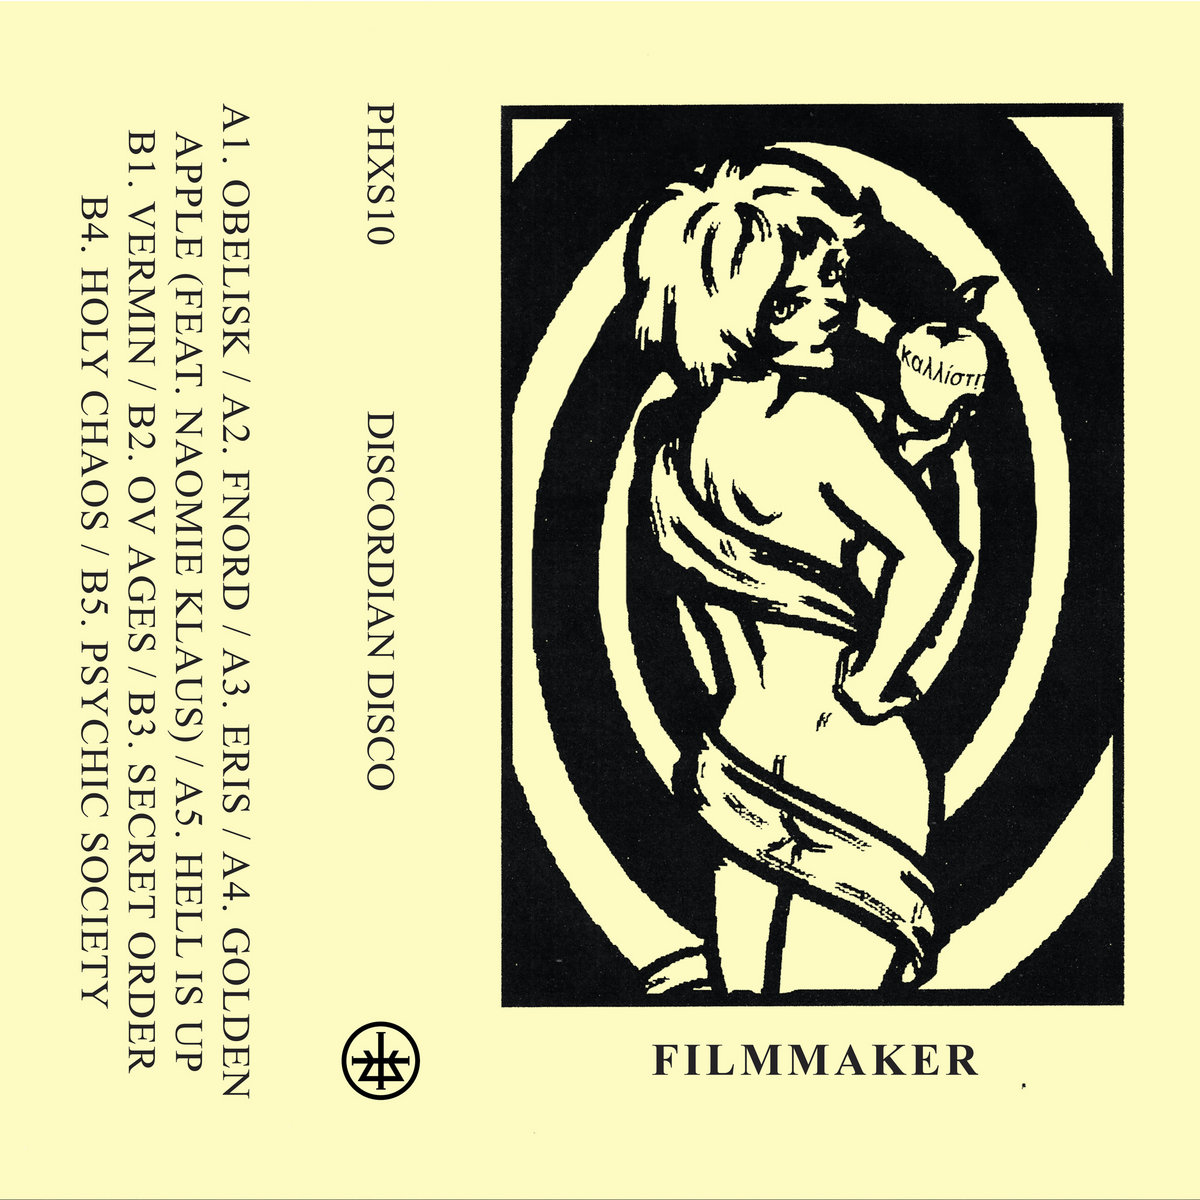 A1. OBELISK / A2. FNORD / A3. ERIS / A4. GOLDEN
APPLE (FEAT. NAOMIE KLAUS) / A5. HELL IS UP
B1. VERMIN / B2. OV AGES / B3. SECRET ORDER
B4. HOLY CHAOS / B5. PSYCHIC SOCIETY
PHXS10
DISCORDIAN DISCO
καλλίστη
FILMMAKER